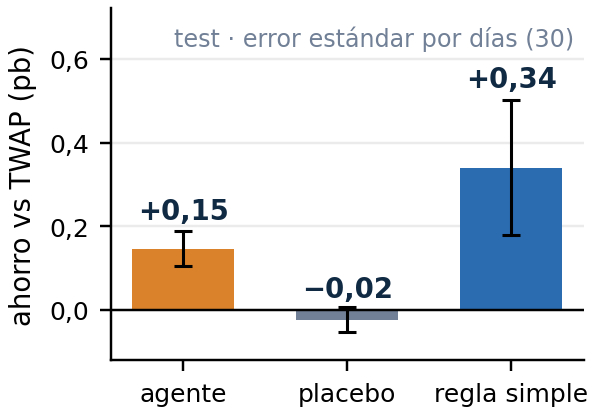 test · error estándar por días (30)
ahorro vs TWAP (pb)
0,6
0,4
0,2
0,0
+0,15
−0,02
+0,34
agente
placebo
regla simple